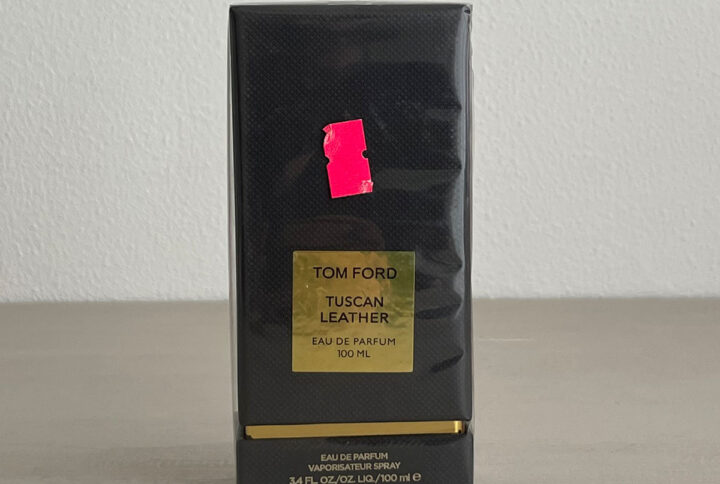 TOM FORD
TUSCAN
LEATHER
EAU DE PARFUM
100 ML
EAU DE PARFUM
VAPORISATEUR SPRAY
3.4 FL. OZ./OZ. LIQ./100 ml ℮